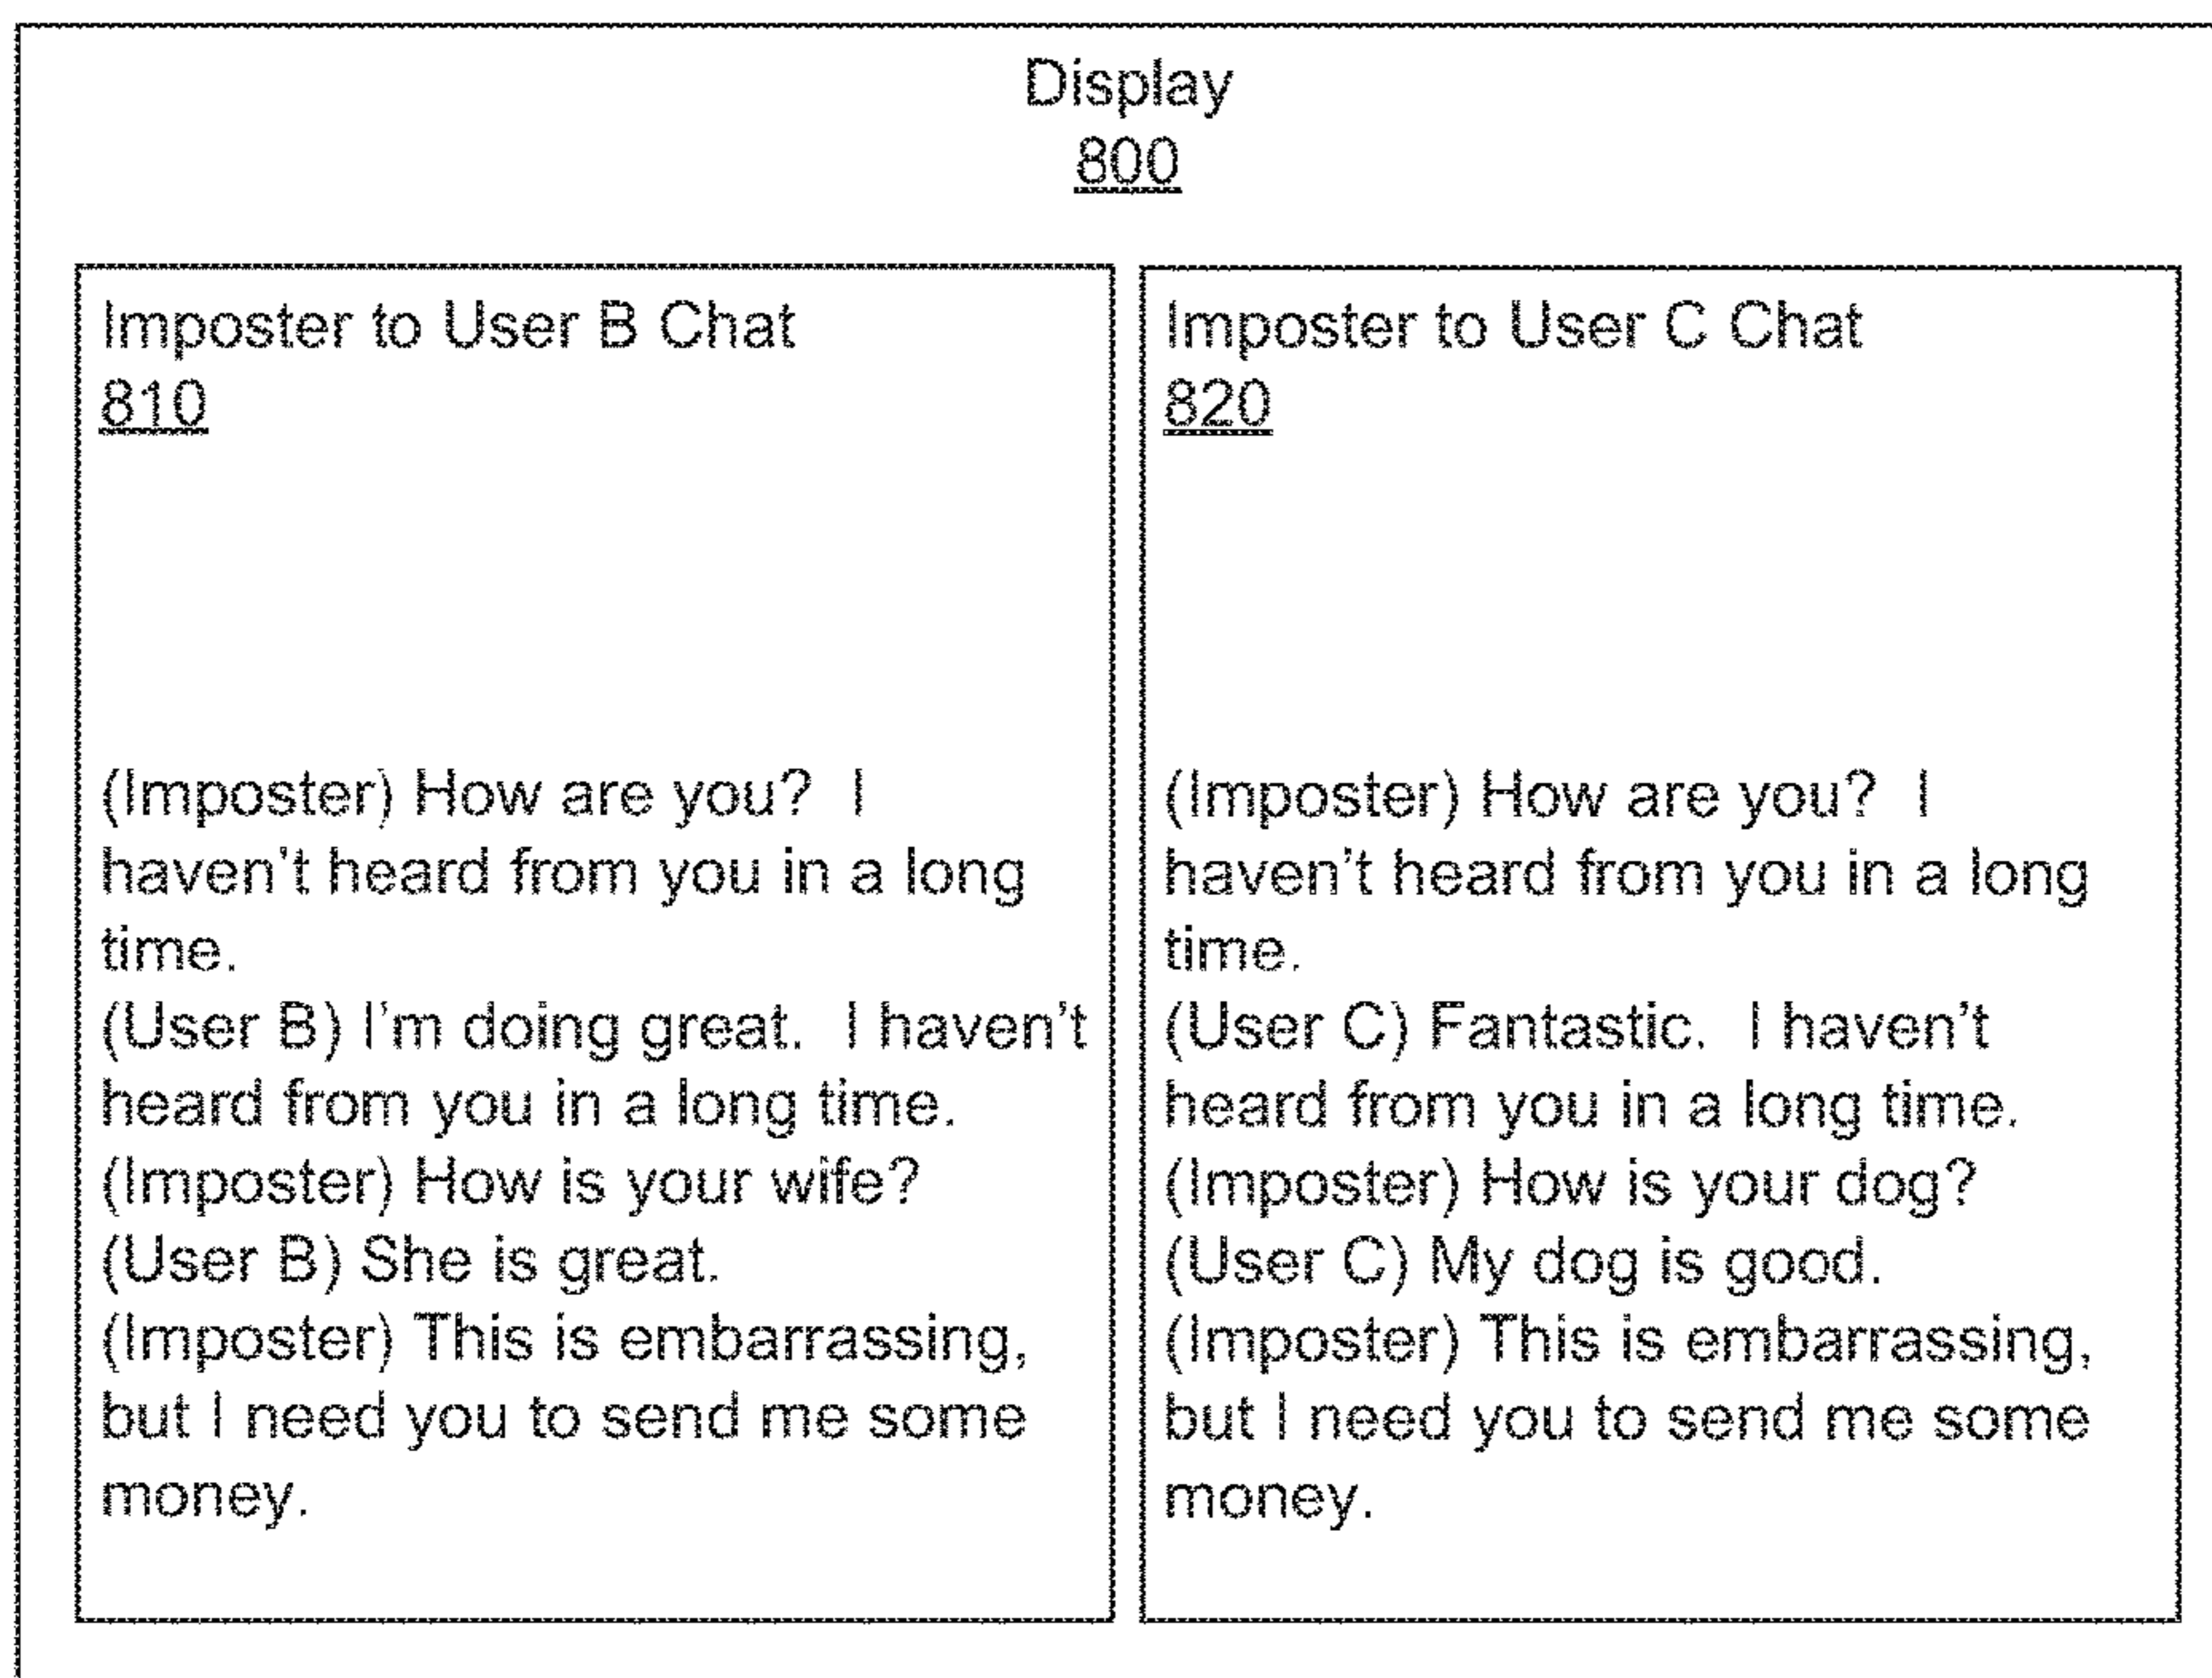 Display
800
Imposter to User B Chat
810
(Imposter) How are you?  I
haven't heard from you in a long
time.
(User B) I'm doing great.  I haven't
heard from you in a long time.
(Imposter) How is your wife?
(User B) She is great.
(Imposter) This is embarrassing,
but I need you to send me some
money.
Imposter to User C Chat
820
(Imposter) How are you?  I
haven't heard from you in a long
time.
(User C) Fantastic.  I haven't
heard from you in a long time.
(Imposter) How is your dog?
(User C) My dog is good.
(Imposter) This is embarrassing,
but I need you to send me some
money.